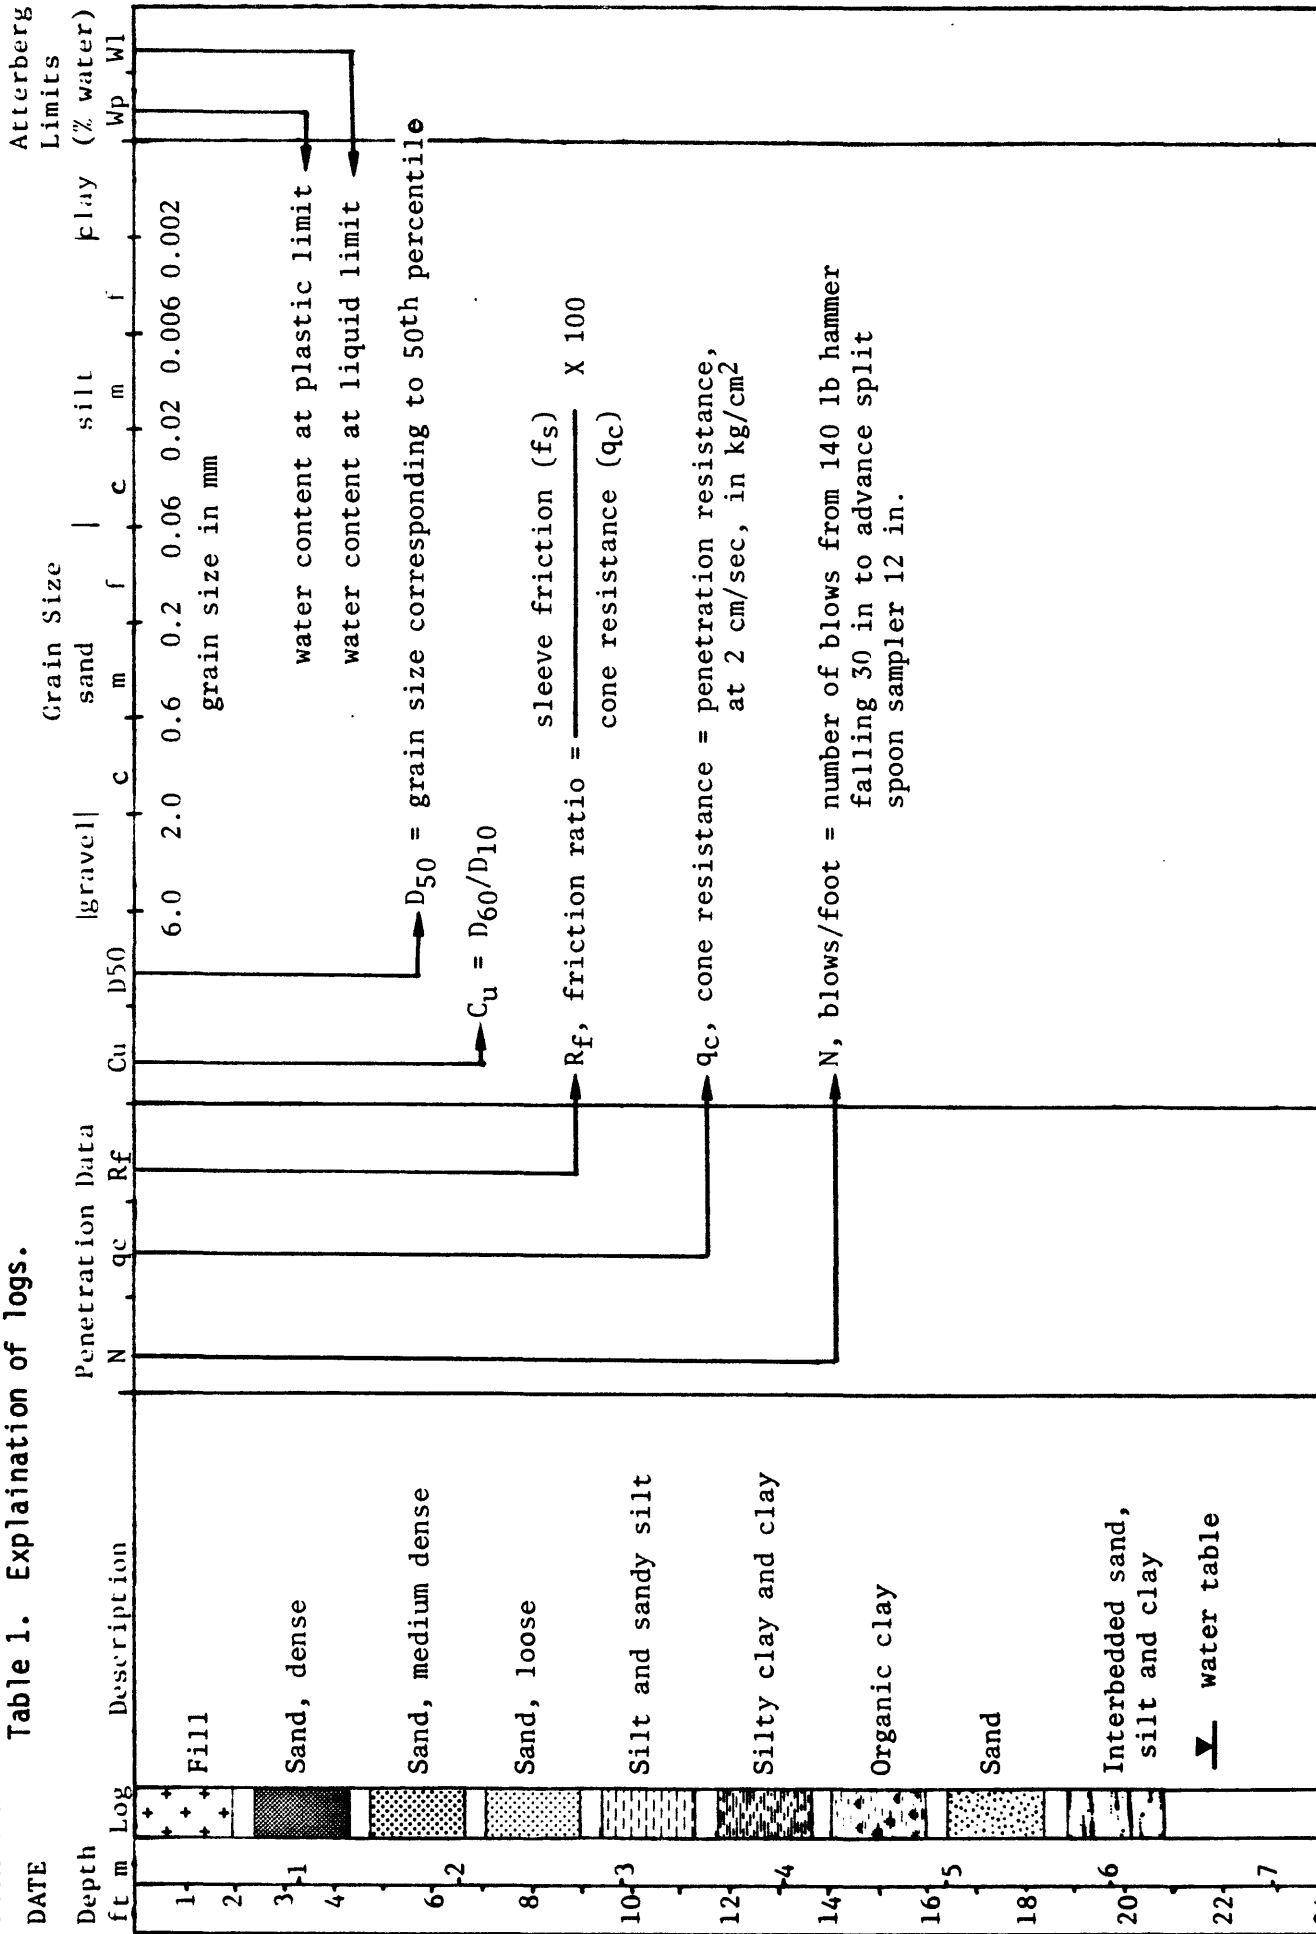 Table 1. Explaination of logs.
DATE
Depth
ft m
Log
Description
Penetration Data
N qc Rf
Cu D50
Grain Size
|gravel| sand | silt |clay
c m f c m f
6.0 2.0 0.6 0.2 0.06 0.02 0.006 0.002
grain size in mm
Atterberg
Limits
(% water)
Wp Wl
1
2
3
4
6
8
10
12
14
16
18
20
22
1
2
3
4
5
6
7
Fill
Sand, dense
Sand, medium dense
Sand, loose
Silt and sandy silt
Silty clay and clay
Organic clay
Sand
Interbedded sand,
silt and clay
water table
water content at plastic limit
water content at liquid limit
D50 = grain size corresponding to 50th percentile
Cu = D60/D10
Rf, friction ratio = sleeve friction (fs) X 100
cone resistance (qc)
qc, cone resistance = penetration resistance,
at 2 cm/sec, in kg/cm²
N, blows/foot = number of blows from 140 lb hammer
falling 30 in to advance split
spoon sampler 12 in.